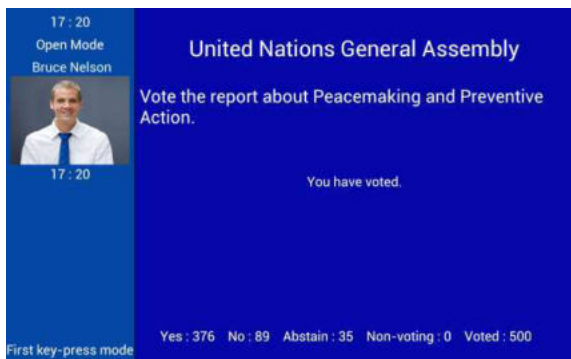 17 : 20
Open Mode
Bruce Nelson
17 : 20
First key-press mode
United Nations General Assembly
Vote the report about Peacemaking and Preventive
Action.
You have voted.
Yes : 376 No : 89 Abstain : 35 Non-voting : 0 Voted : 500